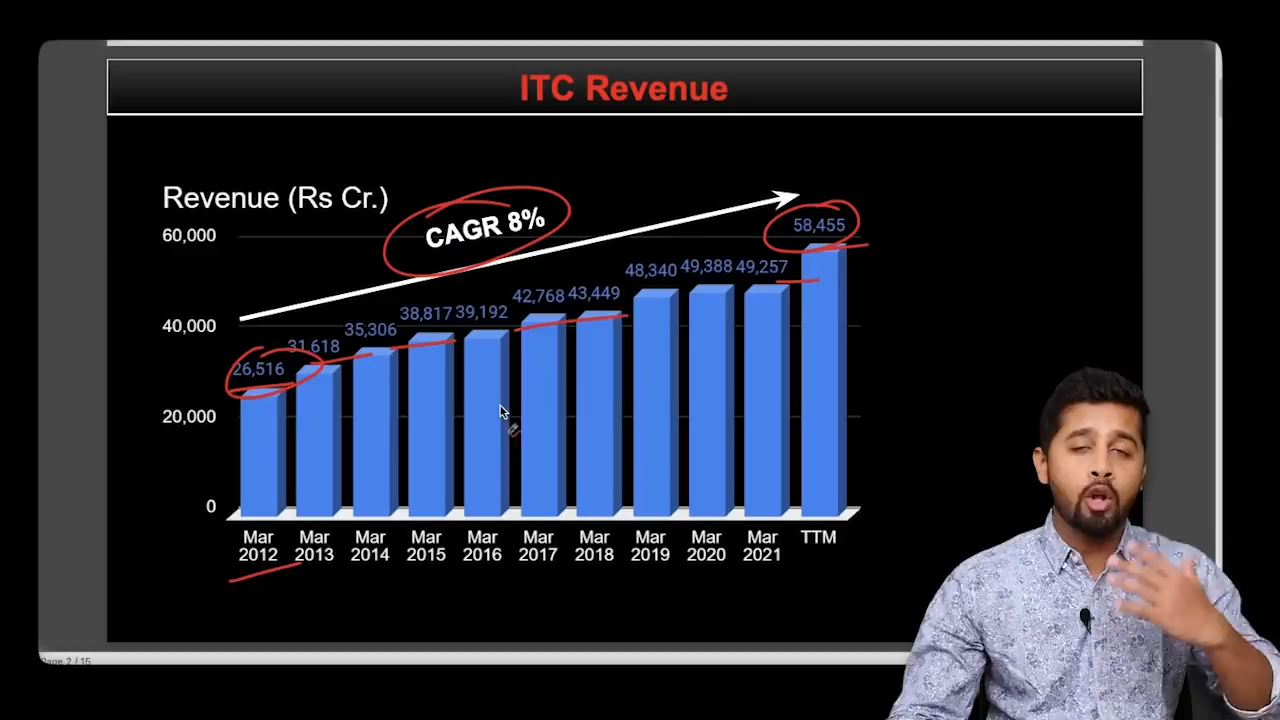 ITC Revenue
Revenue (Rs Cr.)
CAGR 8%
60,000
40,000
20,000
0
26,516
31,618
35,306
38,817
39,192
42,768
43,449
48,340
49,388
49,257
58,455
Mar 2012
Mar 2013
Mar 2014
Mar 2015
Mar 2016
Mar 2017
Mar 2018
Mar 2019
Mar 2020
Mar 2021
TTM
Page 2 / 15